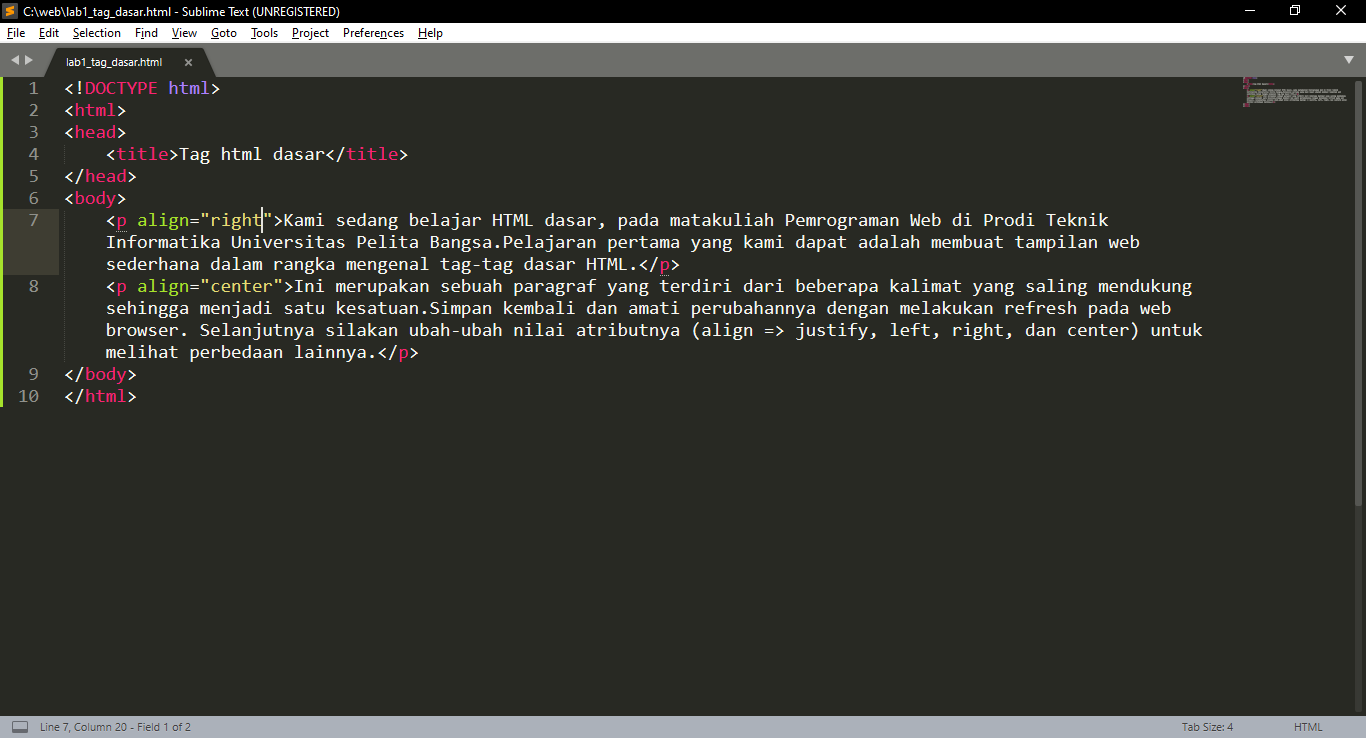 C:\web\lab1_tag_dasar.html - Sublime Text (UNREGISTERED)
File Edit Selection Find View Goto Tools Project Preferences Help
lab1_tag_dasar.html
1 <!DOCTYPE html>
2 <html>
3 <head>
4 <title>Tag html dasar</title>
5 </head>
6 <body>
7 <p align="right">Kami sedang belajar HTML dasar, pada matakuliah Pemrograman Web di Prodi Teknik
Informatika Universitas Pelita Bangsa.Pelajaran pertama yang kami dapat adalah membuat tampilan web
sederhana dalam rangka mengenal tag-tag dasar HTML.</p>
8 <p align="center">Ini merupakan sebuah paragraf yang terdiri dari beberapa kalimat yang saling mendukung
sehingga menjadi satu kesatuan.Simpan kembali dan amati perubahannya dengan melakukan refresh pada web
browser. Selanjutnya silakan ubah-ubah nilai atributnya (align => justify, left, right, dan center) untuk
melihat perbedaan lainnya.</p>
9 </body>
10 </html>
Line 7, Column 20 - Field 1 of 2
Tab Size: 4
HTML